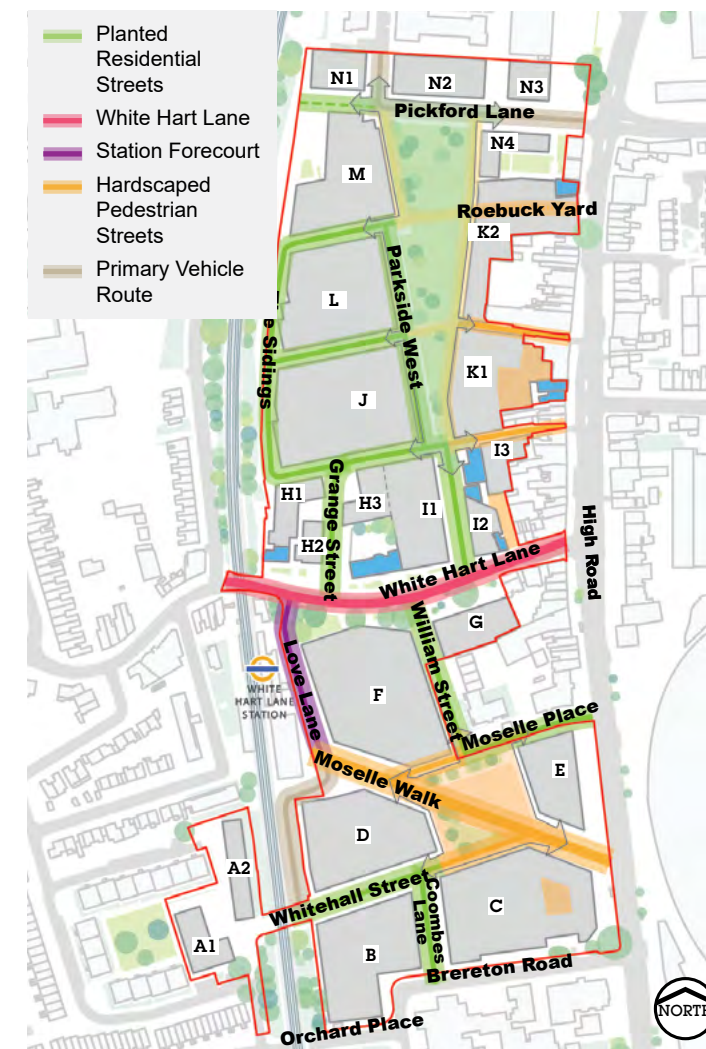 Planted
Residential
Streets
White Hart Lane
Station Forecourt
Hardscaped
Pedestrian
Streets
Primary Vehicle
Route
N1
N2
N3
Pickford Lane
N4
M
Roebuck Yard
K2
Parkside West
L
Sidings
K1
J
I3
Grange Street
H1
H3
I1
I2
H2
High Road
White Hart Lane
G
William Street
Love Lane
WHITE
HART LANE
STATION
F
Moselle Place
Moselle Walk
E
D
A2
Whitehall Street
Coombes
Lane
C
A1
B
Brereton Road
Orchard Place
NORTH